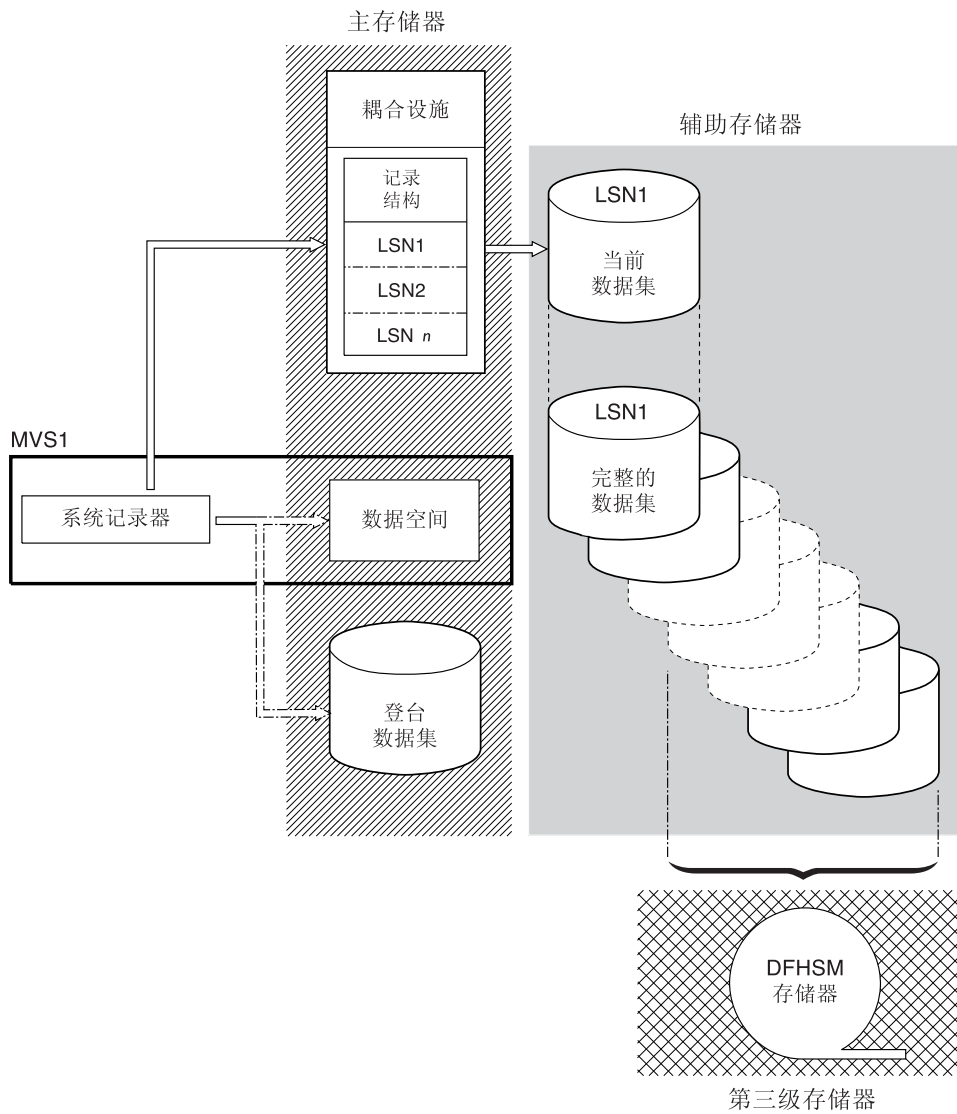 主存储器
耦合设施
记录
结构
LSN1
LSN2
LSN n
辅助存储器
LSN1
当前
数据集
LSN1
完整的
数据集
MVS1
系统记录器
数据空间
登台
数据集
DFHSM
存储器
第三级存储器